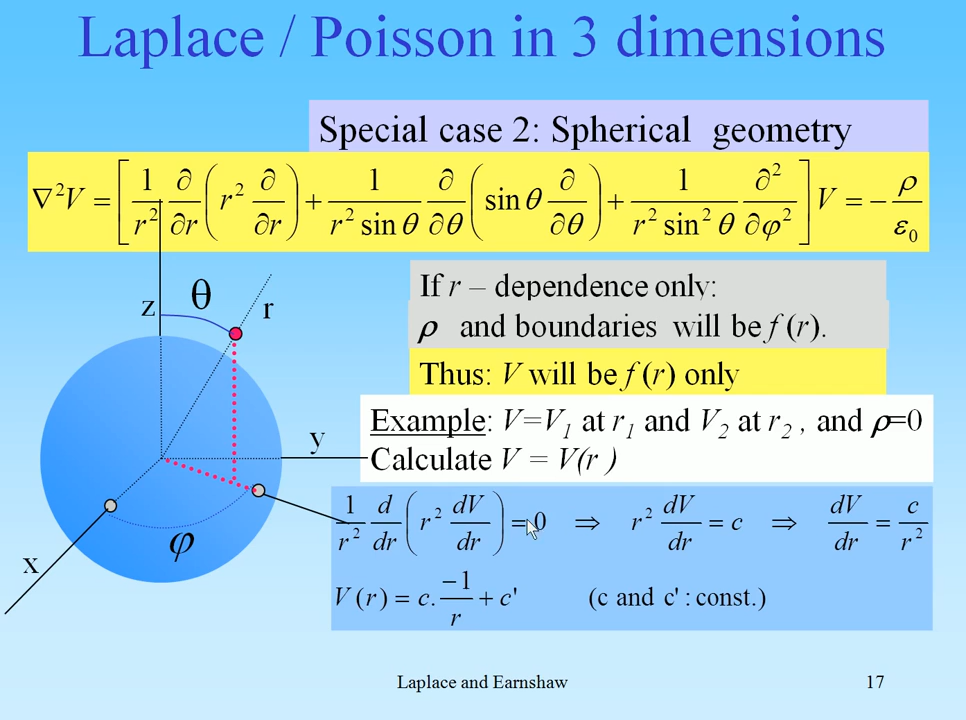 Laplace / Poisson in 3 dimensions
Special case 2: Spherical geometry
∇²V = [ 1/r² ∂/∂r ( r² ∂/∂r ) + 1/(r² sin θ) ∂/∂θ ( sin θ ∂/∂θ ) + 1/(r² sin² θ) ∂²/∂φ² ] V = − ρ/ε₀
z
θ
r
y
φ
x
If r – dependence only:
ρ and boundaries will be f (r).
Thus: V will be f (r) only
Example: V=V₁ at r₁ and V₂ at r₂ , and ρ=0
Calculate V = V(r )
1/r² d/dr ( r² dV/dr ) = 0 ⇒ r² dV/dr = c ⇒ dV/dr = c/r²
V (r) = c. −1/r + c' (c and c' : const.)
Laplace and Earnshaw
17